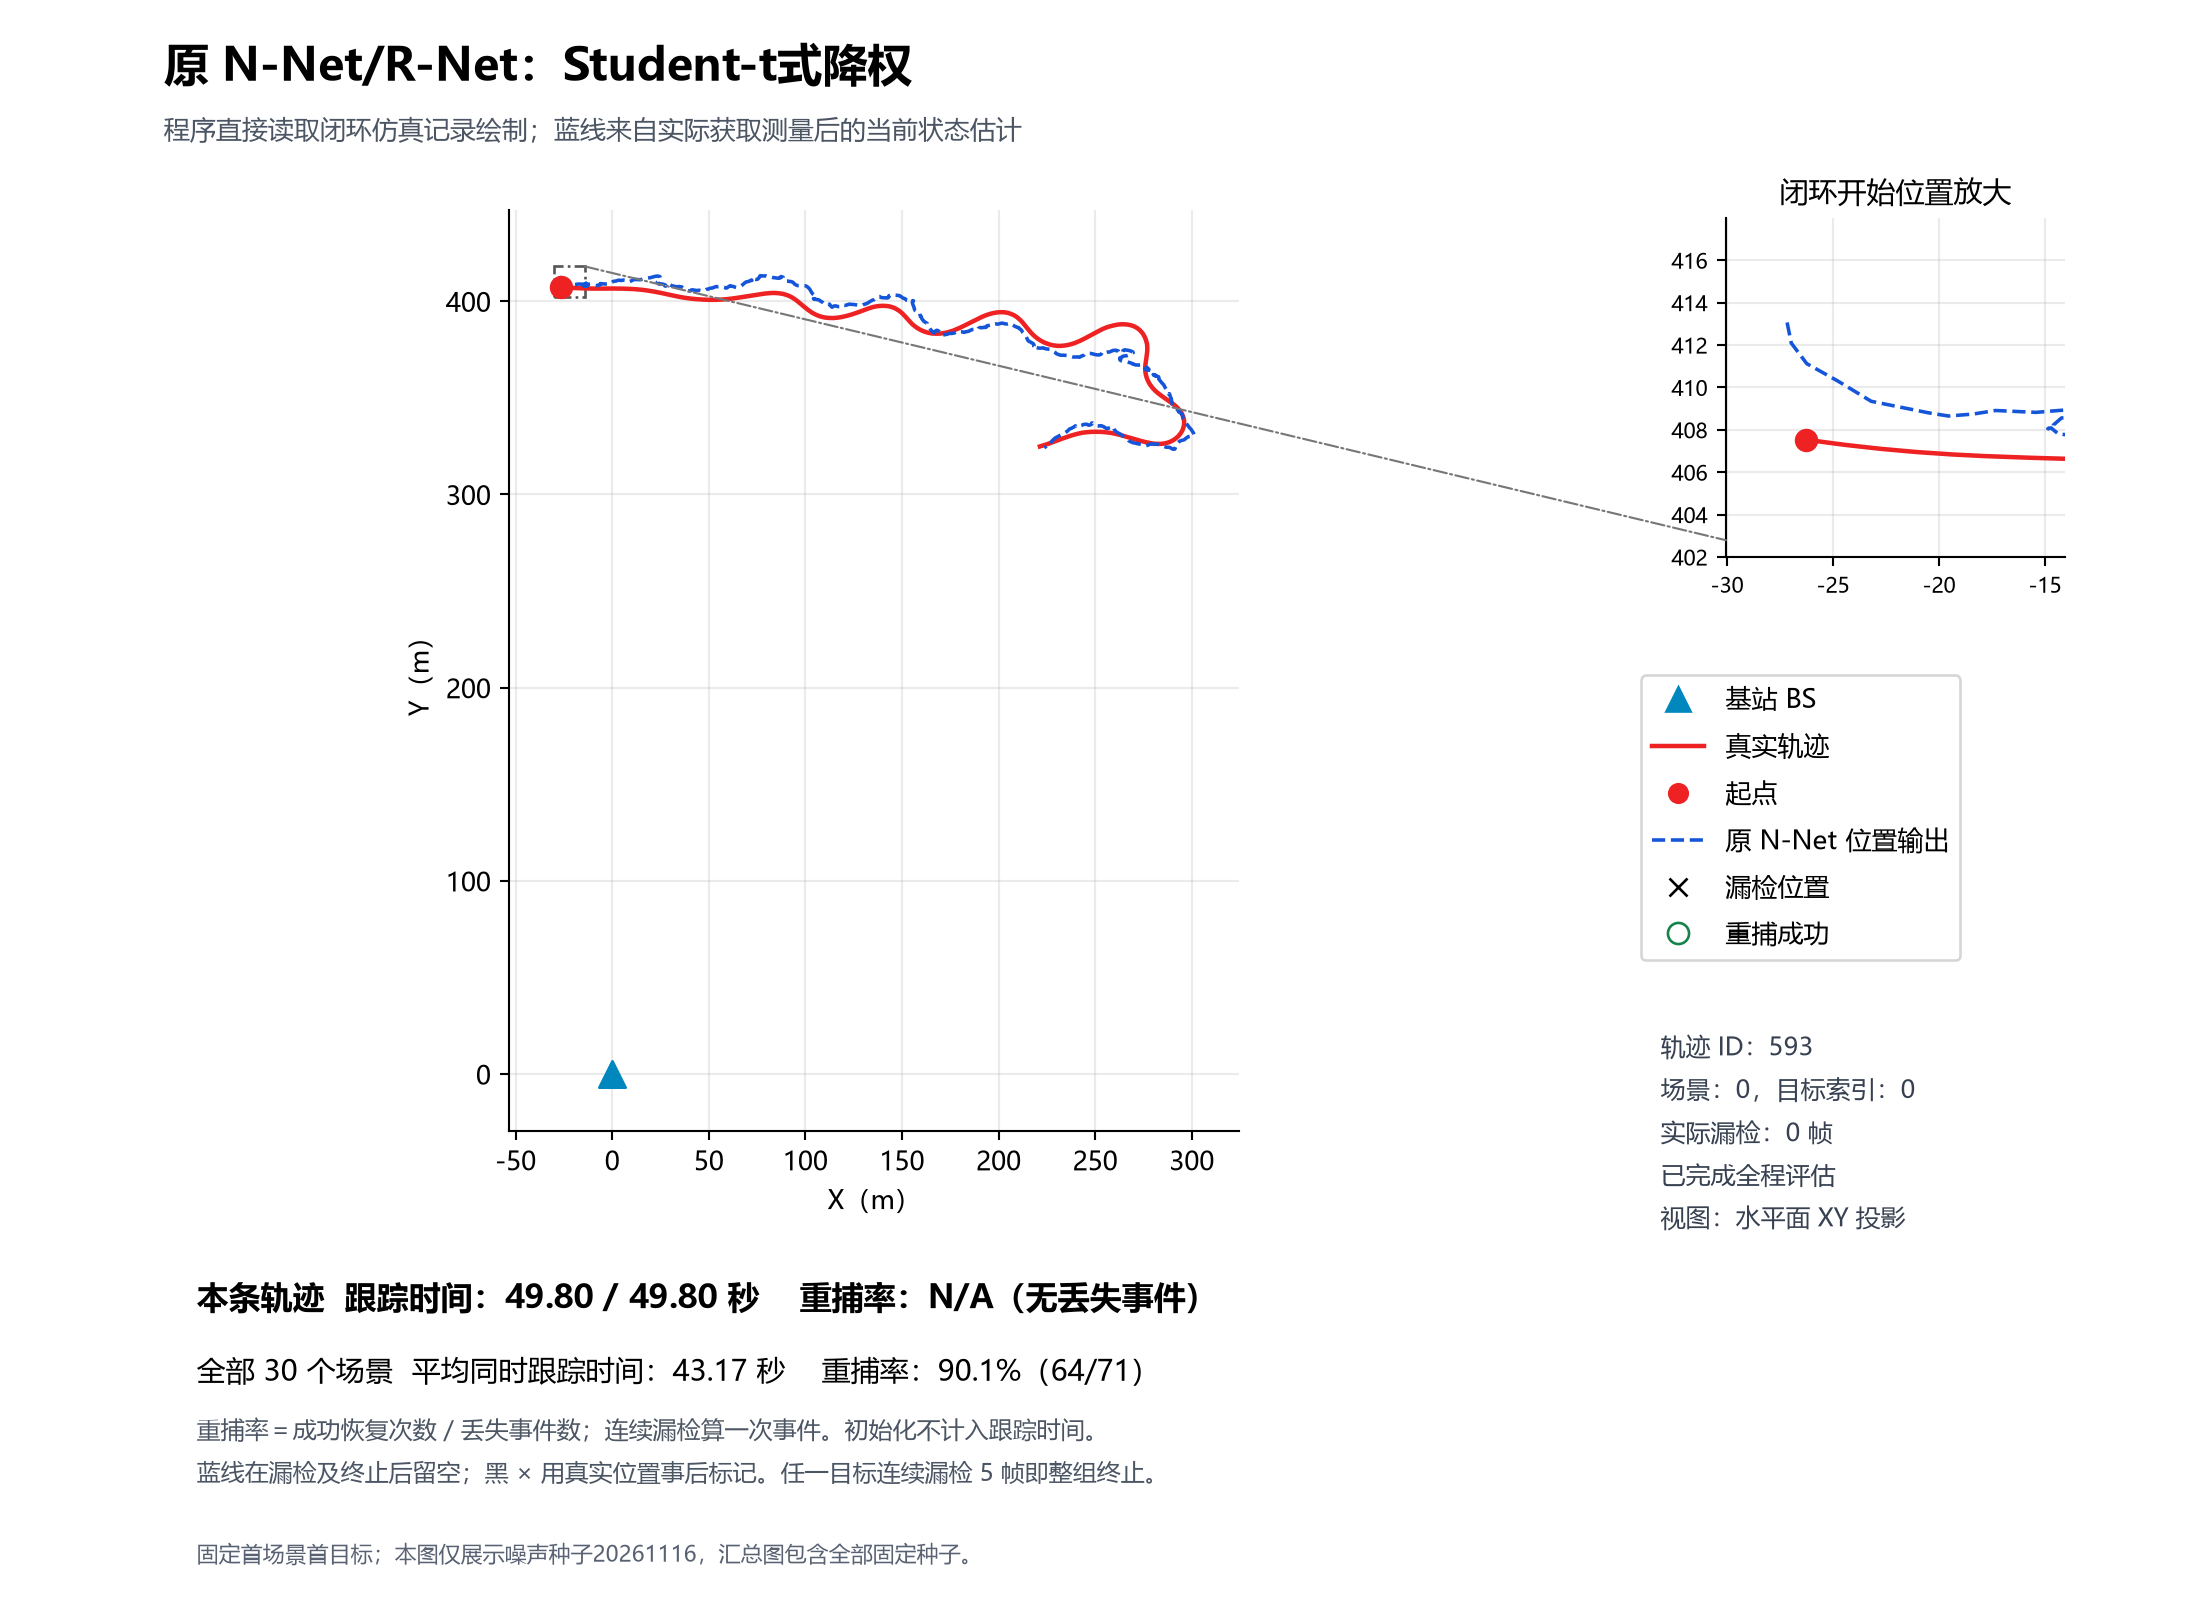 原 N-Net/R-Net：Student-t式降权
程序直接读取闭环仿真记录绘制；蓝线来自实际获取测量后的当前状态估计
闭环开始位置放大
416
414
412
410
408
406
404
402
-30
-25
-20
-15
400
300
200
100
0
Y（m）
-50
0
50
100
150
200
250
300
X（m）
基站 BS
真实轨迹
起点
原 N-Net 位置输出
漏检位置
重捕成功
轨迹 ID：593
场景：0，目标索引：0
实际漏检：0 帧
已完成全程评估
视图：水平面 XY 投影
本条轨迹 跟踪时间：49.80 / 49.80 秒 重捕率：N/A（无丢失事件）
全部 30 个场景 平均同时跟踪时间：43.17 秒 重捕率：90.1%（64/71）
重捕率 = 成功恢复次数 / 丢失事件数；连续漏检算一次事件。初始化不计入跟踪时间。
蓝线在漏检及终止后留空；黑 × 用真实位置事后标记。任一目标连续漏检 5 帧即整组终止。
固定首场景首目标；本图仅展示噪声种子20261116，汇总图包含全部固定种子。